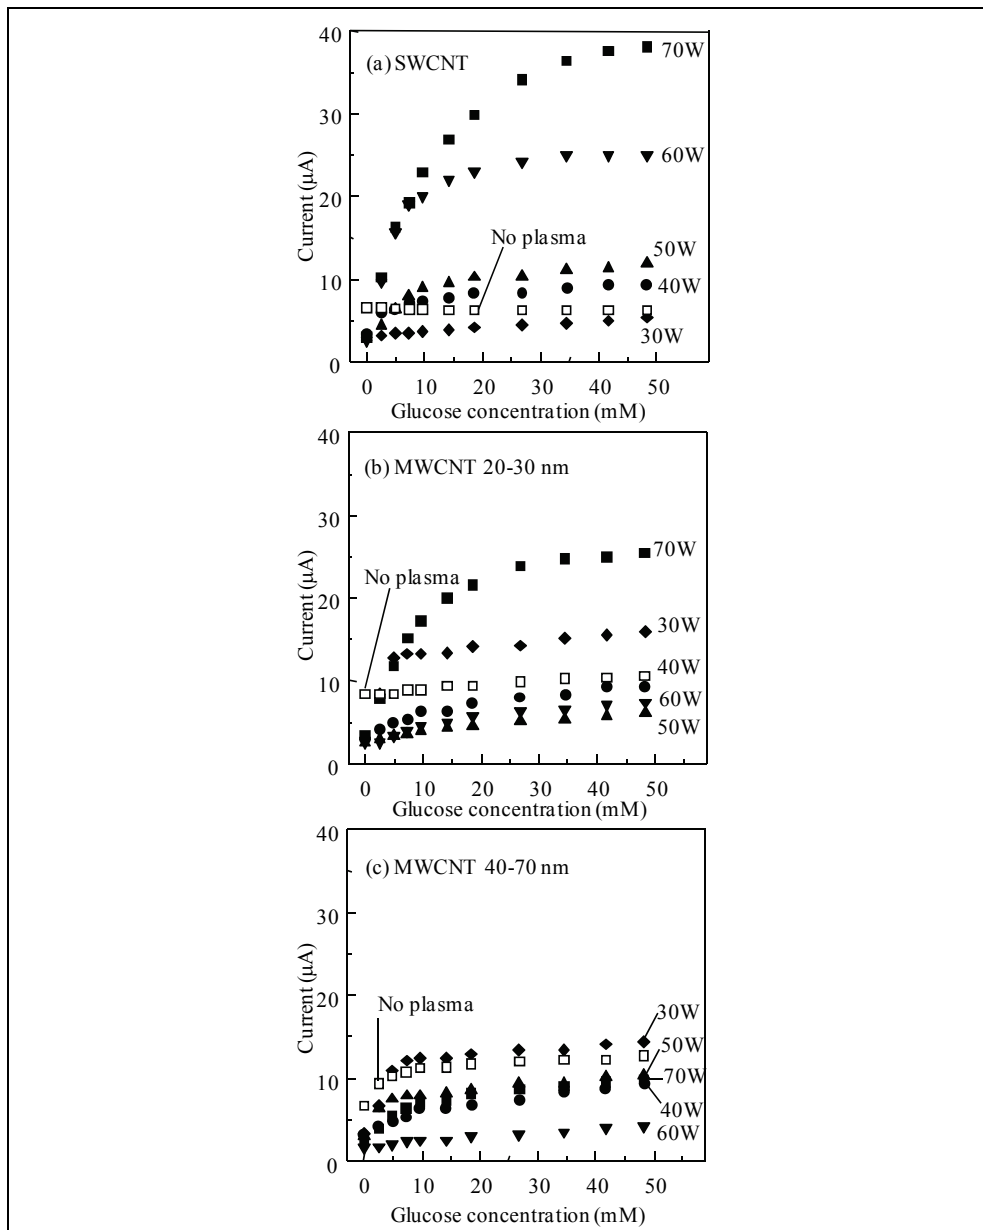 40
(a) SWCNT
70W
30
60W
20
No plasma
50W
10
40W
30W
0
0 10 20 30 40 50
Current (µA)
Glucose concentration (mM)
40
(b) MWCNT 20-30 nm
30
70W
No plasma
20
30W
40W
10
60W
50W
0
0 10 20 30 40 50
Current (µA)
Glucose concentration (mM)
40
(c) MWCNT 40-70 nm
30
20
No plasma
30W
50W
10
70W
40W
60W
0
0 10 20 30 40 50
Current (µA)
Glucose concentration (mM)